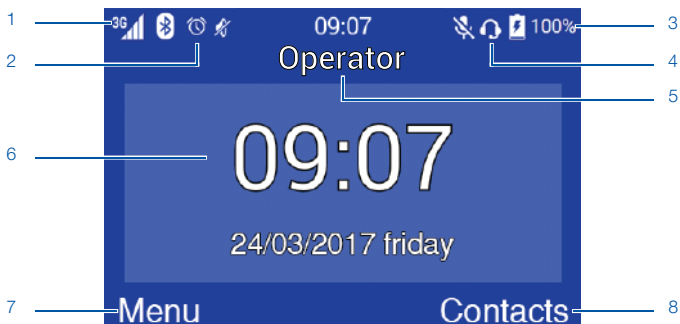 1 3G 09:07 100% 3
2 4
Operator
5
6 09:07
24/03/2017 friday
7 Menu Contacts 8